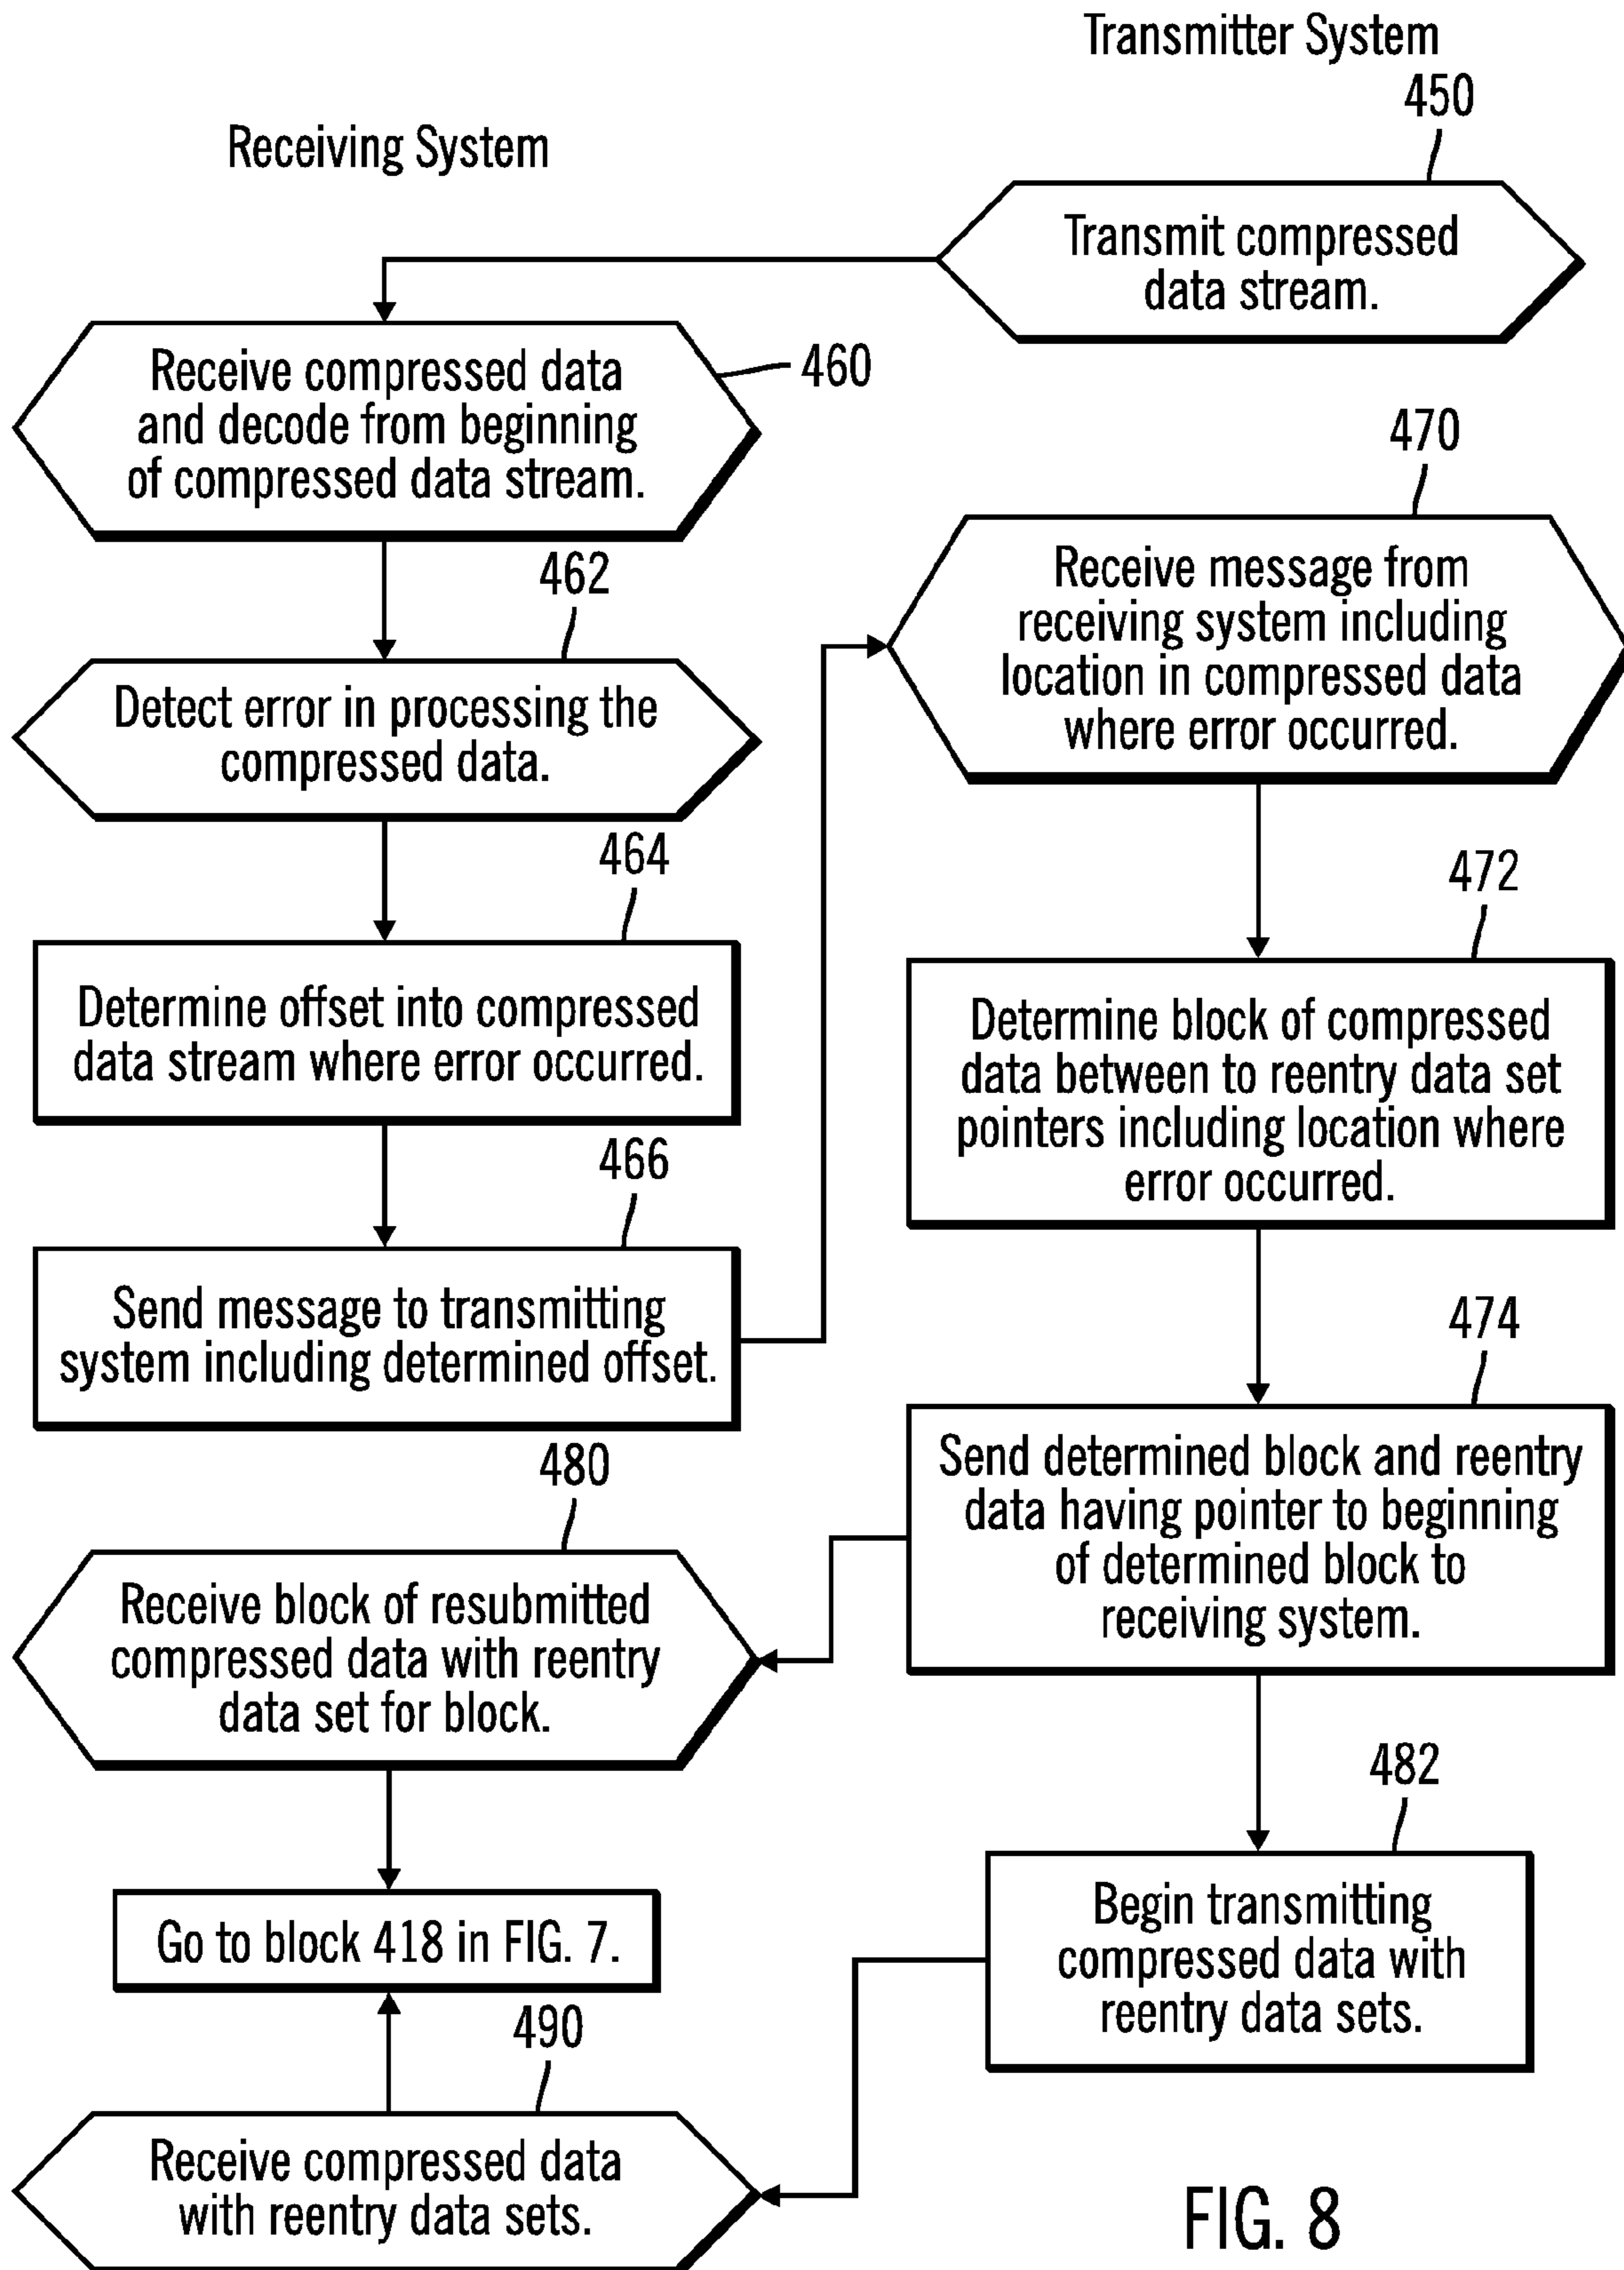 Transmitter System
450
Receiving System
Transmit compressed
data stream.
Receive compressed data
and decode from beginning
of compressed data stream.
460
470
462
Receive message from
receiving system including
location in compressed data
where error occurred.
Detect error in processing the
compressed data.
464
472
Determine offset into compressed
data stream where error occurred.
Determine block of compressed
data between to reentry data set
pointers including location where
error occurred.
466
Send message to transmitting
system including determined offset.
474
480
Send determined block and reentry
data having pointer to beginning
of determined block to
receiving system.
Receive block of resubmitted
compressed data with reentry
data set for block.
482
Go to block 418 in FIG. 7.
Begin transmitting
compressed data with
reentry data sets.
490
Receive compressed data
with reentry data sets.
FIG. 8